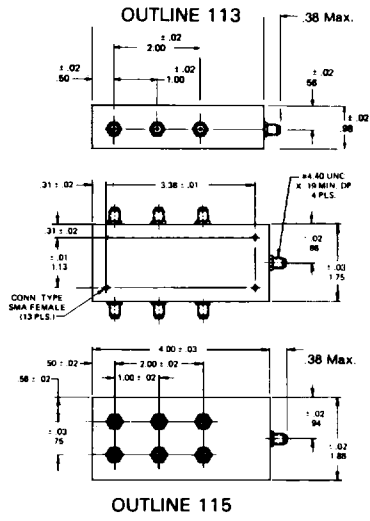 OUTLINE 113
.38 Max.
± .02
2.00
± .02
.50
± .02
1.00
± .02
.56
± .02
.98
.31 ± .02
3.38 ± .01
#4.40 UNC
X .19 MIN. DP
4 PLS.
.31 ± .02
± .01
1.13
± .02
.88
± .03
1.75
CONN. TYPE
SMA FEMALE
(13 PLS.)
4.00 ± .03
.50 ± .02
2.00 ± .02
.38 Max.
.56 ± .02
1.00 ± .02
± .03
.75
± .02
.94
± .02
1.88
OUTLINE 115